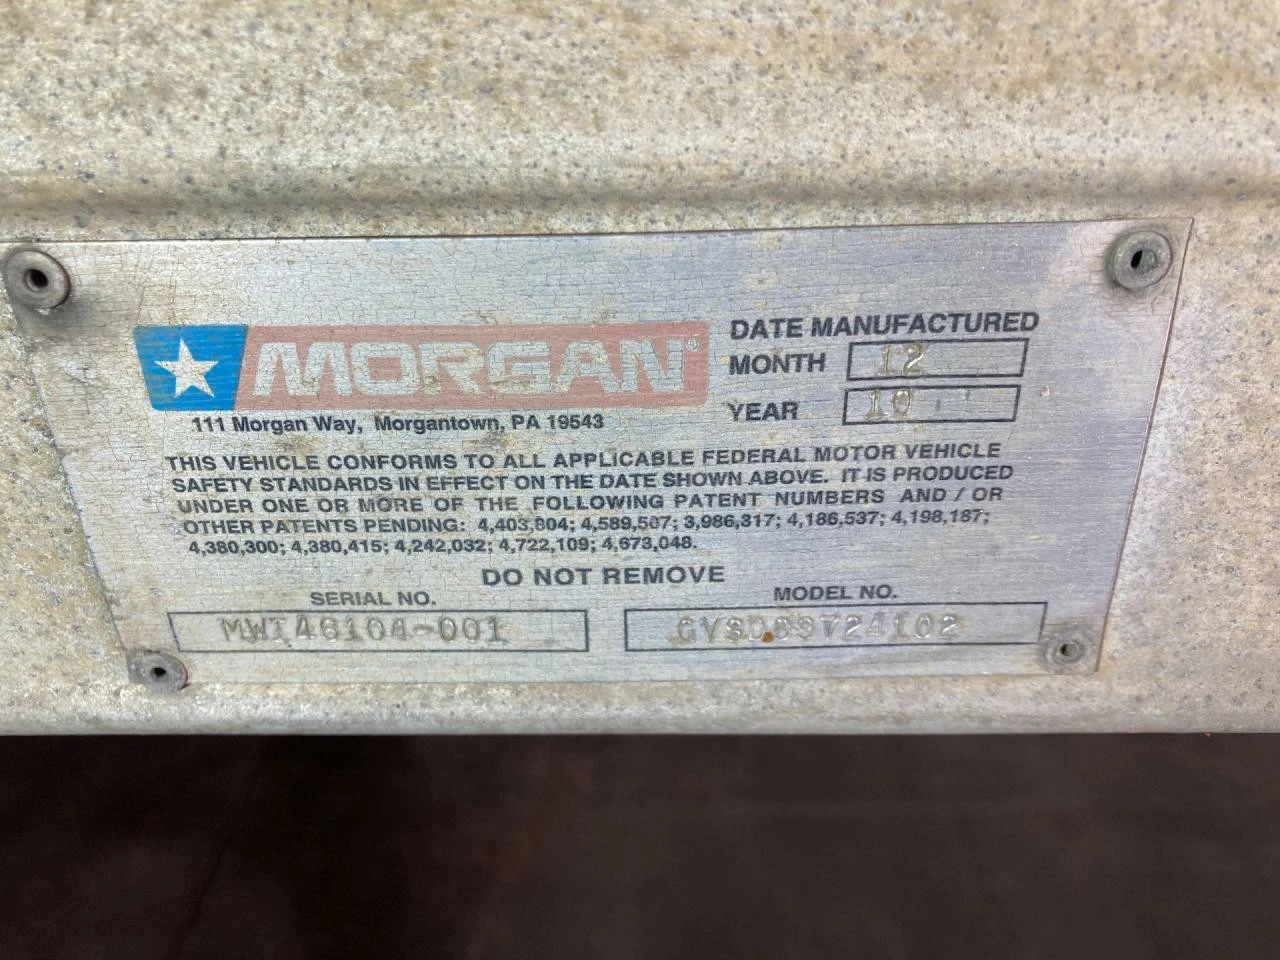 MORGAN®
111 Morgan Way, Morgantown, PA 19543
DATE MANUFACTURED
MONTH 12
YEAR 10
THIS VEHICLE CONFORMS TO ALL APPLICABLE FEDERAL MOTOR VEHICLE
SAFETY STANDARDS IN EFFECT ON THE DATE SHOWN ABOVE. IT IS PRODUCED
UNDER ONE OR MORE OF THE FOLLOWING PATENT NUMBERS AND / OR
OTHER PATENTS PENDING: 4,403,804; 4,589,507; 3,986,317; 4,186,537; 4,198,187;
4,380,300; 4,380,415; 4,242,032; 4,722,109; 4,673,048.
DO NOT REMOVE
SERIAL NO.
MWT46104-001
MODEL NO.
GVSD09724102